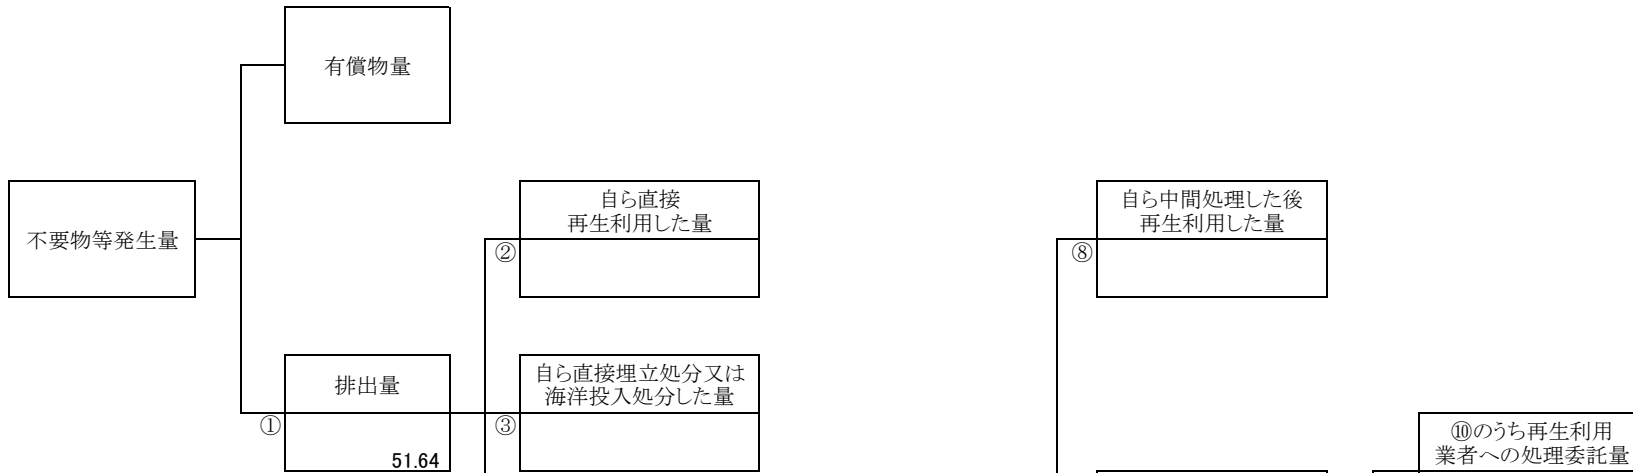 有償物量
不要物等発生量
自ら直接
再生利用した量
②
自ら中間処理した後
再生利用した量
⑧
排出量
①
51.64
自ら直接埋立処分又は
海洋投入処分した量
③
⑩のうち再生利用
業者への処理委託量